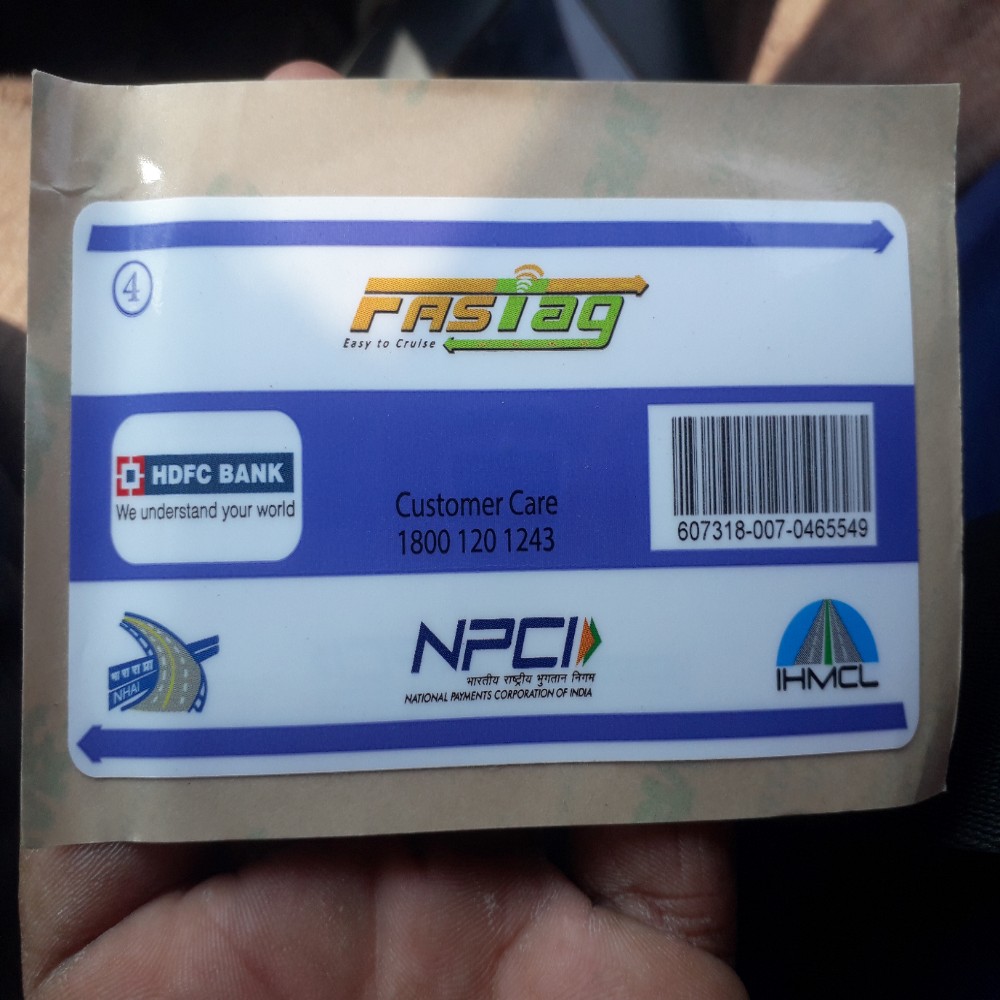 4
FASTag
Easy to Cruise
HDFC BANK
We understand your world
Customer Care
1800 120 1243
607318-007-0465549
भा रा रा प्रा
NHAI
NPCI
भारतीय राष्ट्रीय भुगतान निगम
NATIONAL PAYMENTS CORPORATION OF INDIA
IHMCL